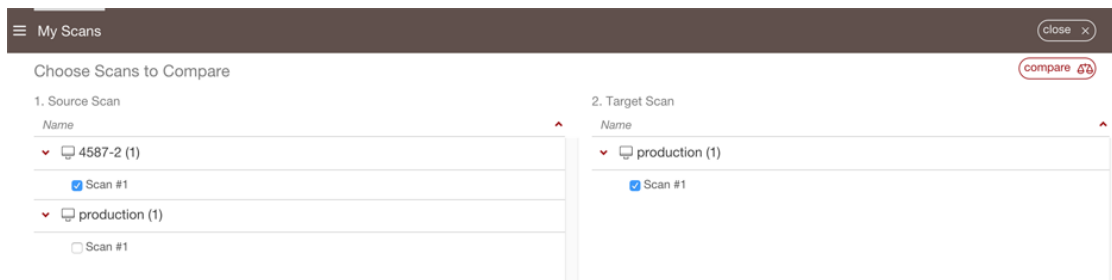 My Scans
close ×
Choose Scans to Compare
compare
1. Source Scan
2. Target Scan
Name
Name
4587-2 (1)
production (1)
Scan #1
Scan #1
production (1)
Scan #1